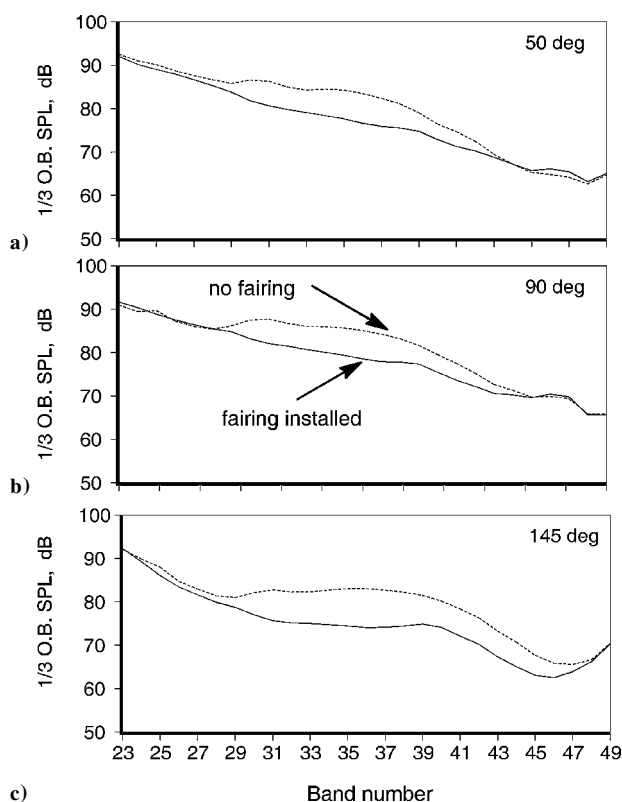 100
90
80
70
60
50
1/3 O.B. SPL, dB
50 deg
a)
100
90
80
70
60
50
1/3 O.B. SPL, dB
90 deg
no fairing
fairing installed
b)
100
90
80
70
60
50
1/3 O.B. SPL, dB
145 deg
23 25 27 29 31 33 35 37 39 41 43 45 47 49
c)
Band number